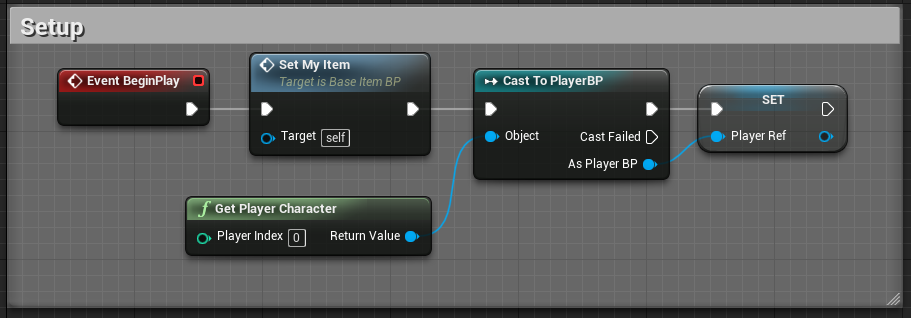 Setup
Event BeginPlay
Set My Item
Target is Base Item BP
Target self
Cast To PlayerBP
Object
Cast Failed
As Player BP
SET
Player Ref
Get Player Character
Player Index 0 Return Value